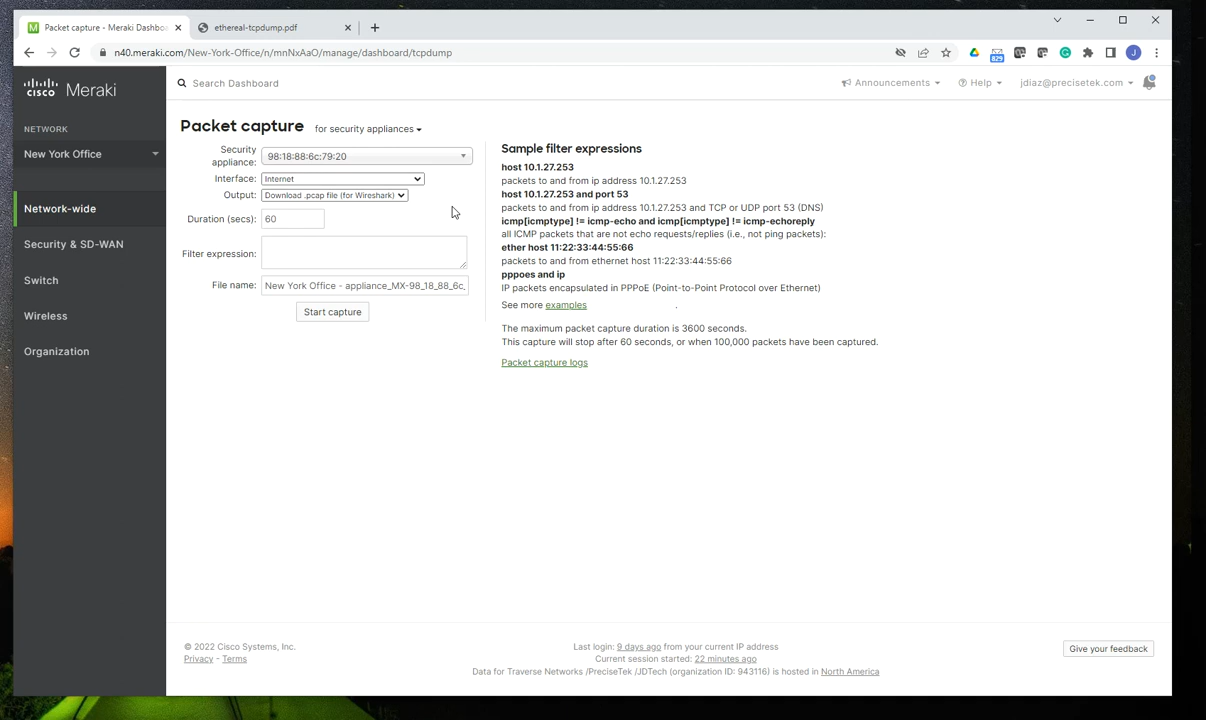 Packet capture - Meraki Dashbo
ethereal-tcpdump.pdf
n40.meraki.com/New-York-Office/n/mnNxAaO/manage/dashboard/tcpdump
829
J
cisco Meraki
Search Dashboard
Announcements
Help
jdiaz@precisetek.com
NETWORK
New York Office
Network-wide
Security & SD-WAN
Switch
Wireless
Organization
Packet capture for security appliances
Security appliance: 98:18:88:6c:79:20
Interface: Internet
Output: Download .pcap file (for Wireshark)
Duration (secs): 60
Filter expression:
File name: New York Office - appliance_MX-98_18_88_6c_
Start capture
Sample filter expressions
host 10.1.27.253
packets to and from ip address 10.1.27.253
host 10.1.27.253 and port 53
packets to and from ip address 10.1.27.253 and TCP or UDP port 53 (DNS)
icmp[icmptype] != icmp-echo and icmp[icmptype] != icmp-echoreply
all ICMP packets that are not echo requests/replies (i.e., not ping packets):
ether host 11:22:33:44:55:66
packets to and from ethernet host 11:22:33:44:55:66
pppoes and ip
IP packets encapsulated in PPPoE (Point-to-Point Protocol over Ethernet)
See more examples .
The maximum packet capture duration is 3600 seconds.
This capture will stop after 60 seconds, or when 100,000 packets have been captured.
Packet capture logs
© 2022 Cisco Systems, Inc.
Privacy - Terms
Last login: 9 days ago from your current IP address
Current session started: 22 minutes ago
Data for Traverse Networks /PreciseTek /JDTech (organization ID: 943116) is hosted in North America
Give your feedback